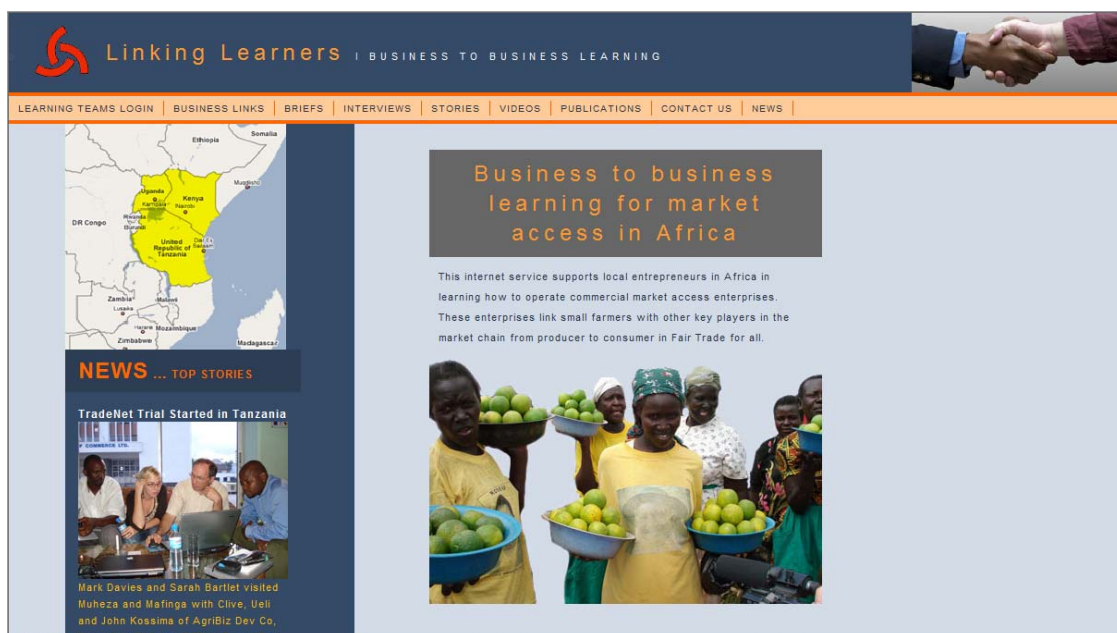 Linking Learners | BUSINESS TO BUSINESS LEARNING
LEARNING TEAMS LOGIN | BUSINESS LINKS | BRIEFS | INTERVIEWS | STORIES | VIDEOS | PUBLICATIONS | CONTACT US | NEWS |
Ethiopia
Somalia
Muqdisho
Uganda
Kampala
Kenya
Nairobi
DR Congo
Rwanda
Burundi
United
Republic of
Tanzania
Zambia
Lusaka
Malawi
Harare
Mozambique
Zimbabwe
Madagascar
NEWS ... TOP STORIES
TradeNet Trial Started in Tanzania
COMMERCE LTD.
Mark Davies and Sarah Bartlet visited
Muheza and Mafinga with Clive, Ueli
and John Kossima of AgriBiz Dev Co,
Business to business
learning for market
access in Africa
This internet service supports local entrepreneurs in Africa in
learning how to operate commercial market access enterprises.
These enterprises link small farmers with other key players in the
market chain from producer to consumer in Fair Trade for all.